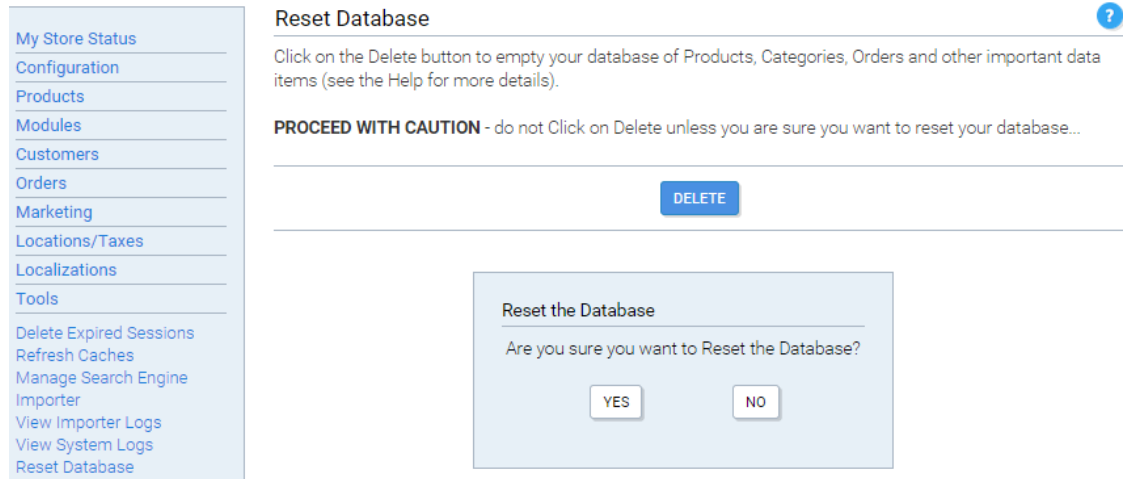 My Store Status
Configuration
Products
Modules
Customers
Orders
Marketing
Locations/Taxes
Localizations
Tools
Delete Expired Sessions
Refresh Caches
Manage Search Engine
Importer
View Importer Logs
View System Logs
Reset Database
Reset Database
?
Click on the Delete button to empty your database of Products, Categories, Orders and other important data
items (see the Help for more details).
PROCEED WITH CAUTION - do not Click on Delete unless you are sure you want to reset your database...
DELETE
Reset the Database
Are you sure you want to Reset the Database?
YES NO